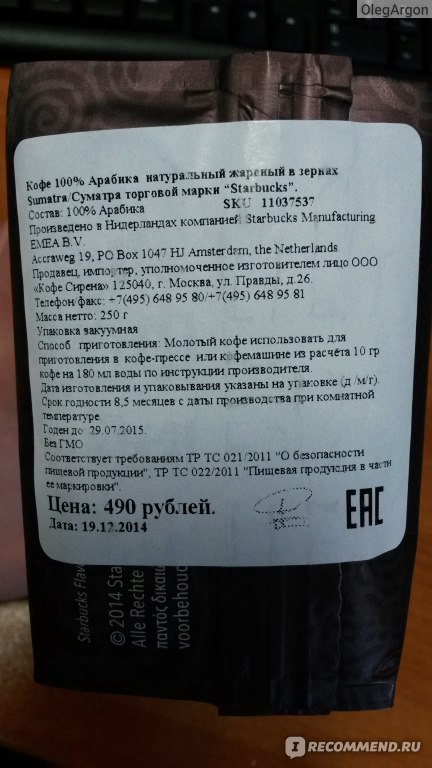 OlegArgon
Кофе 100% Арабика натуральный жареный в зернах
Sumatra/Суматра торговой марки "Starbucks".
Состав: 100% Арабика SKU 11037537
Произведено в Нидерландах компанией Starbucks Manufacturing
EMEA B.V.
Accraweg 19, PO Box 1047 HJ Amsterdam, the Netherlands.
Продавец, импортер, уполномоченное изготовителем лицо ООО
«Кофе Сирена» 125040, г. Москва, ул. Правды, д.26.
Телефон/факс: +7(495) 648 95 80/+7(495) 648 95 81
Масса нетто: 250 г
Упаковка вакуумная
Способ приготовления: Молотый кофе использовать для
приготовления в кофе-прессе или кофемашине из расчёта 10 гр
кофе на 180 мл воды по инструкции производителя.
Дата изготовления и упаковывания указаны на упаковке (д /м/г).
Срок годности 8,5 месяцев с даты производства при комнатной
температуре.
Годен до 29.07.2015.
Без ГМО
Соответствует требованиям ТР ТС 021/2011 "О безопасности
пищевой продукции", ТР ТС 022/2011 "Пищевая продукция в части
ее маркировки".
Цена: 490 рублей.
Дата: 19.12.2014
EAC
Starbucks Flav
© 2014 Sta
Alle Rechte
παντός δικαι
voorbehouc
IRECOMMEND.RU